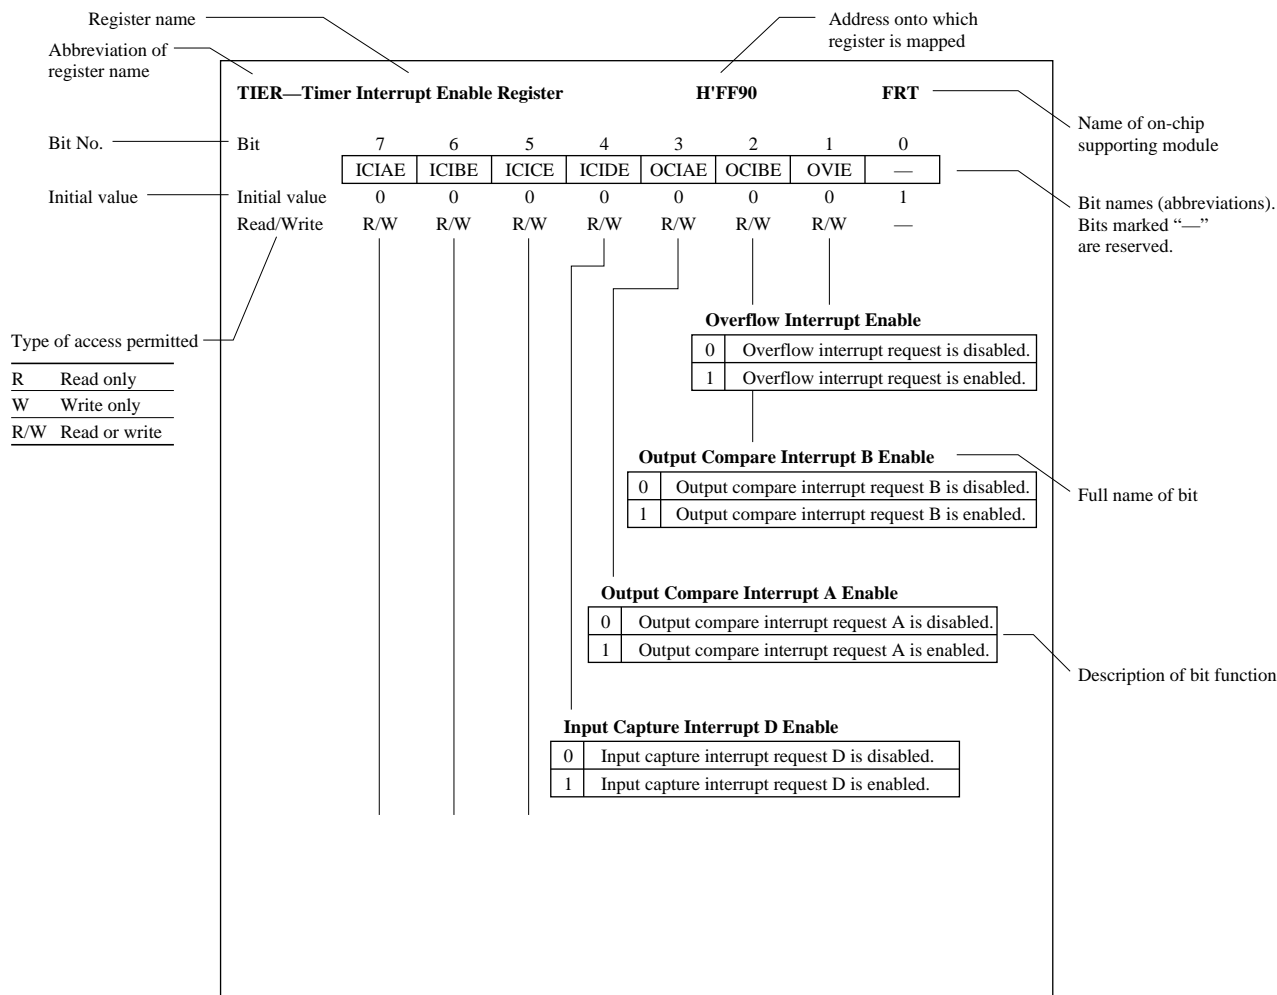 Register name
Address onto which
register is mapped
Abbreviation of
register name
TIER—Timer Interrupt Enable Register H'FF90 FRT
Name of on-chip
supporting module
Bit No. Bit 7 6 5 4 3 2 1 0
ICIAE ICIBE ICICE ICIDE OCIAE OCIBE OVIE —
Initial value Initial value 0 0 0 0 0 0 0 1
Read/Write R/W R/W R/W R/W R/W R/W R/W —
Bit names (abbreviations).
Bits marked “—”
are reserved.
Type of access permitted
R Read only
W Write only
R/W Read or write
Overflow Interrupt Enable
0 Overflow interrupt request is disabled.
1 Overflow interrupt request is enabled.
Output Compare Interrupt B Enable
0 Output compare interrupt request B is disabled.
1 Output compare interrupt request B is enabled.
Full name of bit
Output Compare Interrupt A Enable
0 Output compare interrupt request A is disabled.
1 Output compare interrupt request A is enabled.
Description of bit function
Input Capture Interrupt D Enable
0 Input capture interrupt request D is disabled.
1 Input capture interrupt request D is enabled.